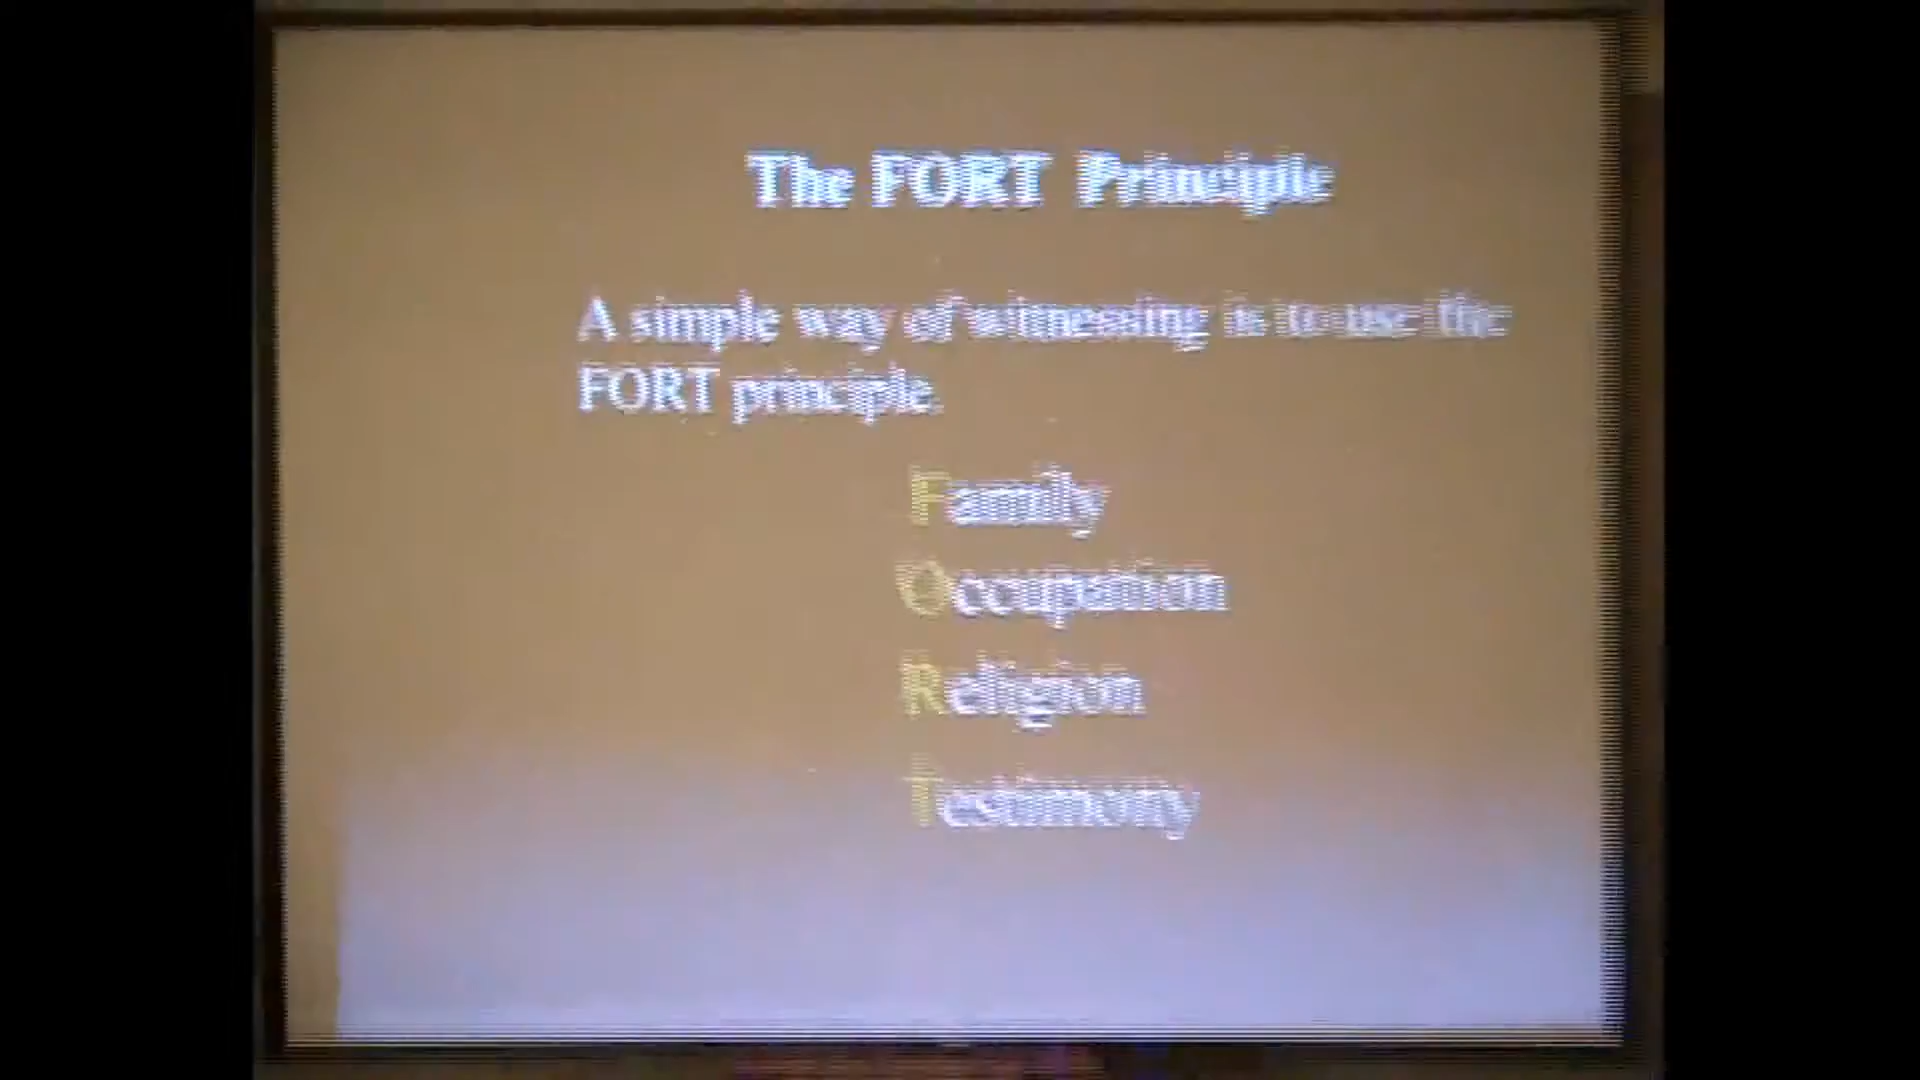 The FORT Principle
A simple way of witnessing is to use the
FORT principle.
Family
Occupation
Religion
Testimony